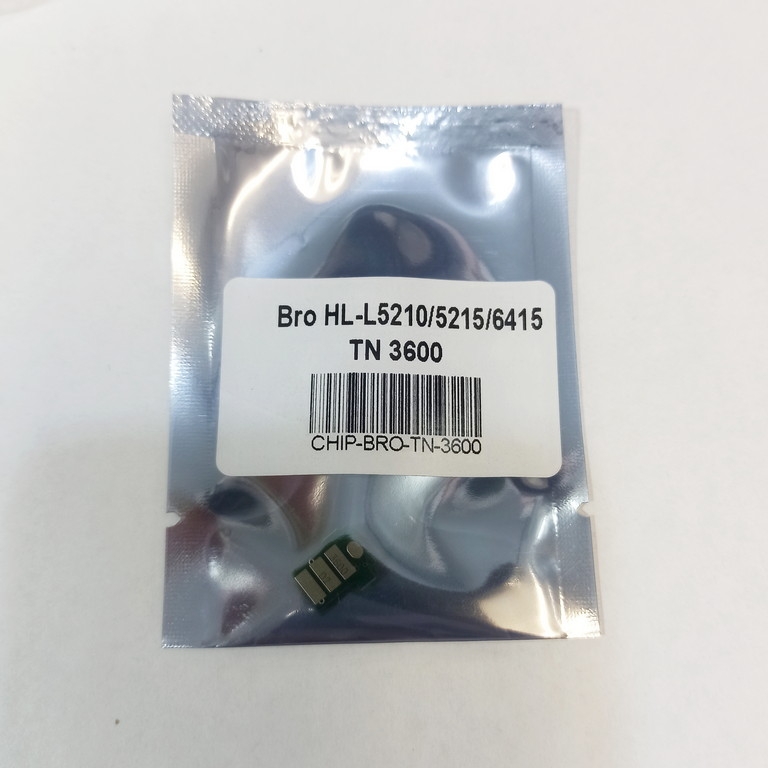 Bro HL-L5210/5215/6415
TN 3600
CHIP-BRO-TN-3600